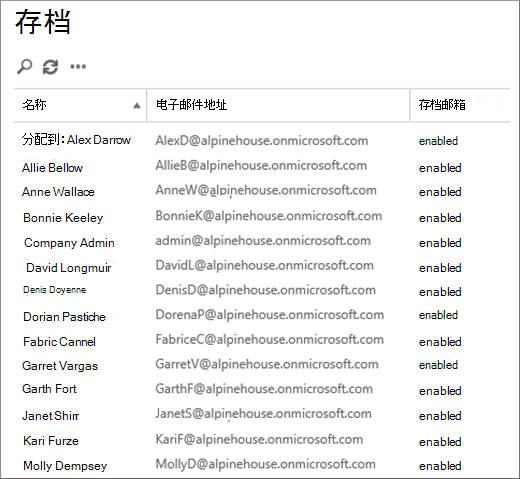 存档
名称 电子邮件地址 存档邮箱
分配到：Alex Darrow AlexD@alpinehouse.onmicrosoft.com enabled
Allie Bellow AllieB@alpinehouse.onmicrosoft.com enabled
Anne Wallace AnneW@alpinehouse.onmicrosoft.com enabled
Bonnie Keeley BonnieK@alpinehouse.onmicrosoft.com enabled
Company Admin admin@alpinehouse.onmicrosoft.com enabled
David Longmuir DavidL@alpinehouse.onmicrosoft.com enabled
Denis Doyenne DenisD@alpinehouse.onmicrosoft.com enabled
Dorian Pastiche DorenaP@alpinehouse.onmicrosoft.com enabled
Fabric Cannel FabriceC@alpinehouse.onmicrosoft.com enabled
Garret Vargas GarretV@alpinehouse.onmicrosoft.com enabled
Garth Fort GarthF@alpinehouse.onmicrosoft.com enabled
Janet Shirr JanetS@alpinehouse.onmicrosoft.com enabled
Kari Furze KariF@alpinehouse.onmicrosoft.com enabled
Molly Dempsey MollyD@alpinehouse.onmicrosoft.com enabled